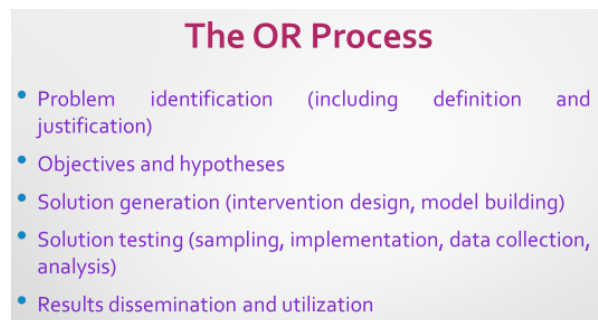 The OR Process
• Problem identification (including definition and
justification)
• Objectives and hypotheses
• Solution generation (intervention design, model building)
• Solution testing (sampling, implementation, data collection,
analysis)
• Results dissemination and utilization